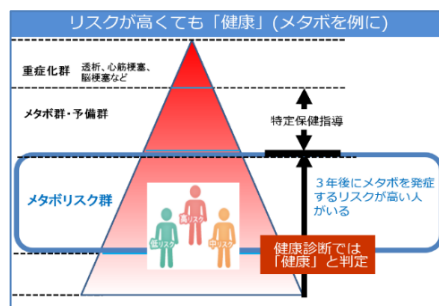 リスクが高くても「健康」(メタボを例に)
重症化群 透析、心筋梗塞、
脳梗塞など
メタボ群・予備群
特定保健指導
メタボリスク群
３年後にメタボを発症
するリスクが高い人
がいる
高リスク
低リスク
中リスク
健康診断では
「健康」と判定